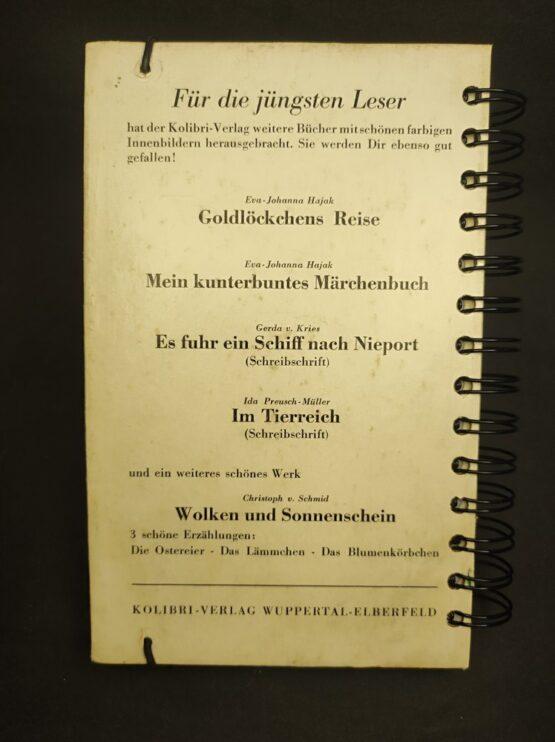 Für die jüngsten Leser
hat der Kolibri-Verlag weitere Bücher mit schönen farbigen
Innenbildern herausgebracht. Sie werden Dir ebenso gut
gefallen!
Eva-Johanna Hajak
Goldlöckchens Reise
Eva-Johanna Hajak
Mein kunterbuntes Märchenbuch
Gerda v. Kries
Es fuhr ein Schiff nach Nieport
(Schreibschrift)
Ida Preusch-Müller
Im Tierreich
(Schreibschrift)
und ein weiteres schönes Werk
Christoph v. Schmid
Wolken und Sonnenschein
3 schöne Erzählungen:
Die Ostereier - Das Lämmchen - Das Blumenkörbchen
KOLIBRI-VERLAG WUPPERTAL-ELBERFELD